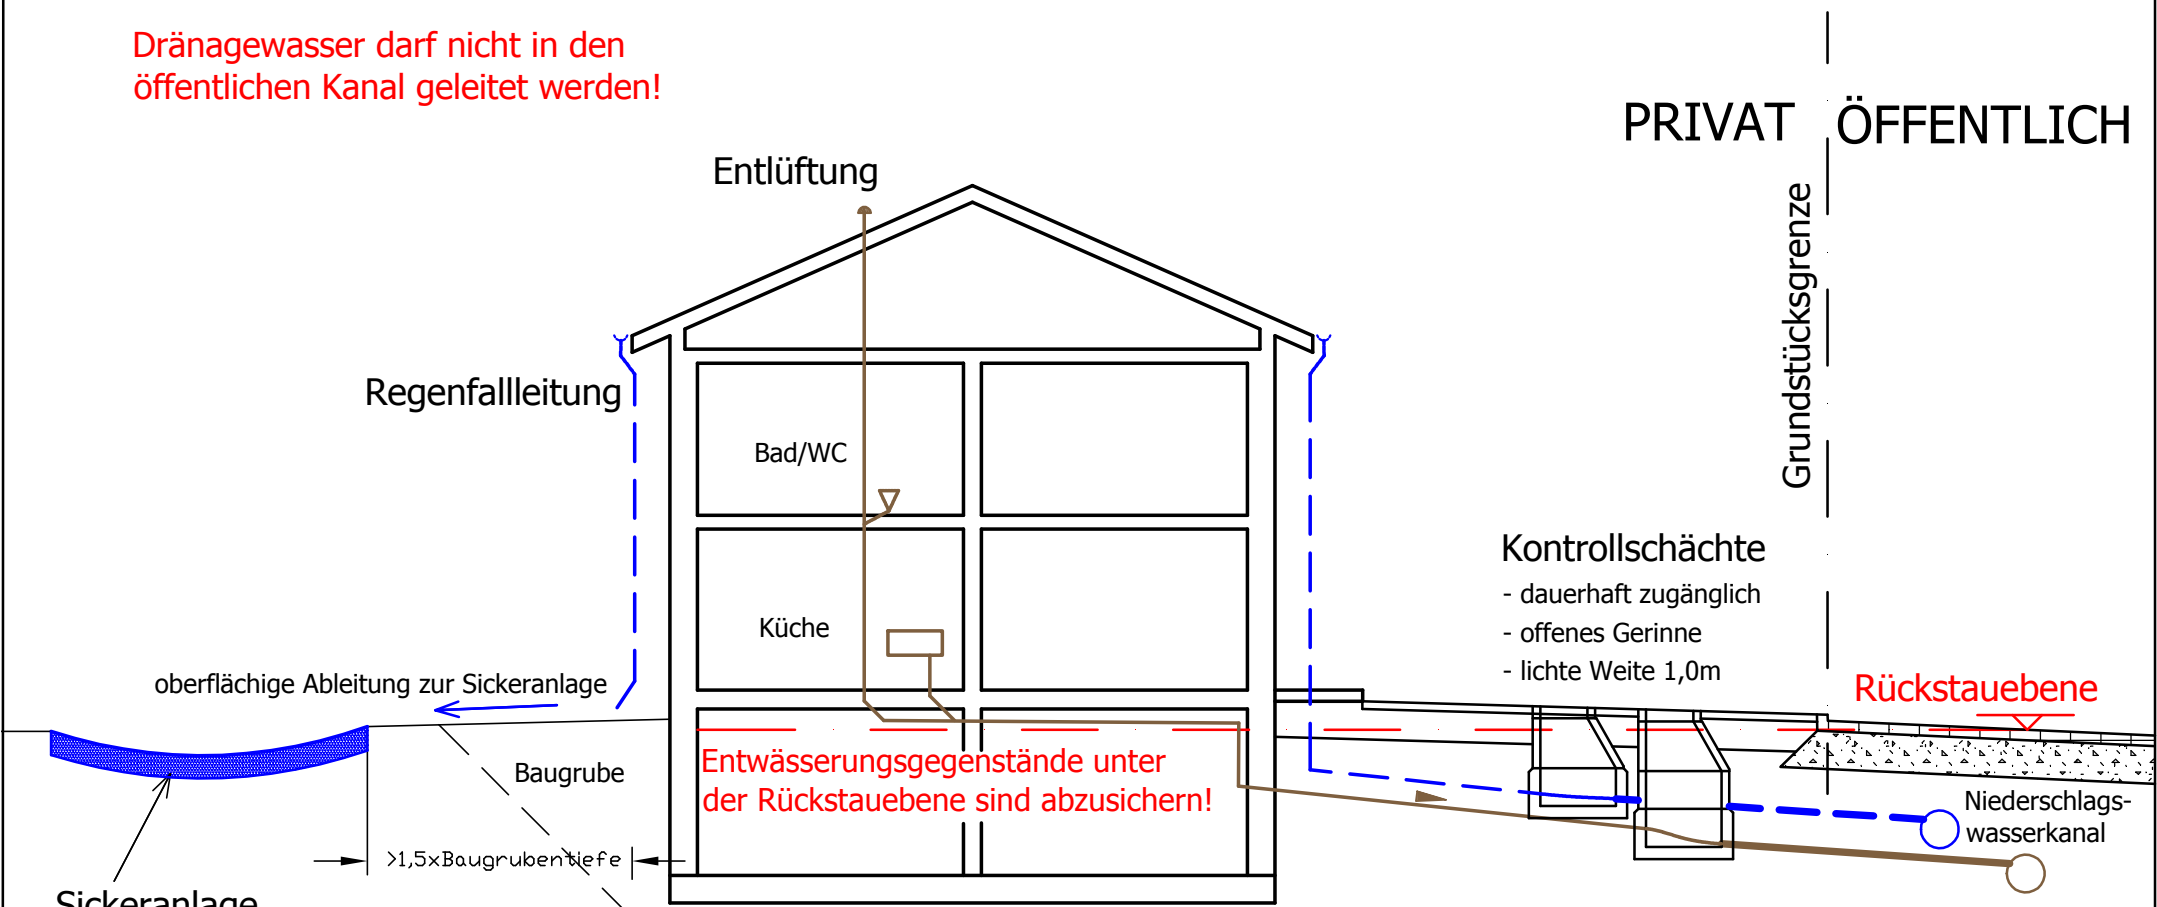 Dränagewasser darf nicht in den
öffentlichen Kanal geleitet werden!
PRIVAT
ÖFFENTLICH
Entlüftung
Grundstücksgrenze
Regenfallleitung
Bad/WC
Kontrollschächte
- dauerhaft zugänglich
- offenes Gerinne
- lichte Weite 1,0m
Küche
oberflächige Ableitung zur Sickeranlage
Rückstauebene
Baugrube
Entwässerungsgegenstände unter
der Rückstauebene sind abzusichern!
Niederschlags-
wasserkanal
>1,5xBaugrubentiefe
Sickeranlage